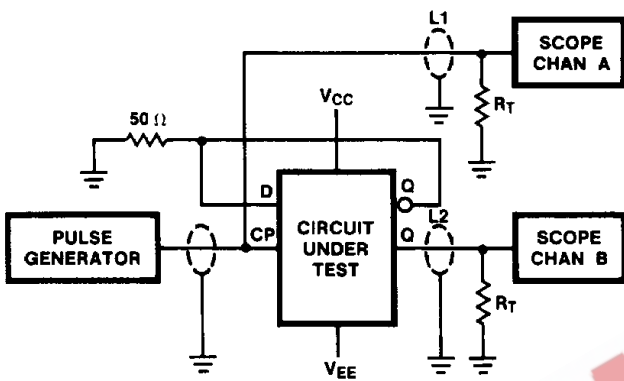 L1
SCOPE
CHAN A
VCC
RT
50 Ω
D
Q
CP
CIRCUIT
UNDER
TEST
Q
L2
PULSE
GENERATOR
SCOPE
CHAN B
RT
VEE